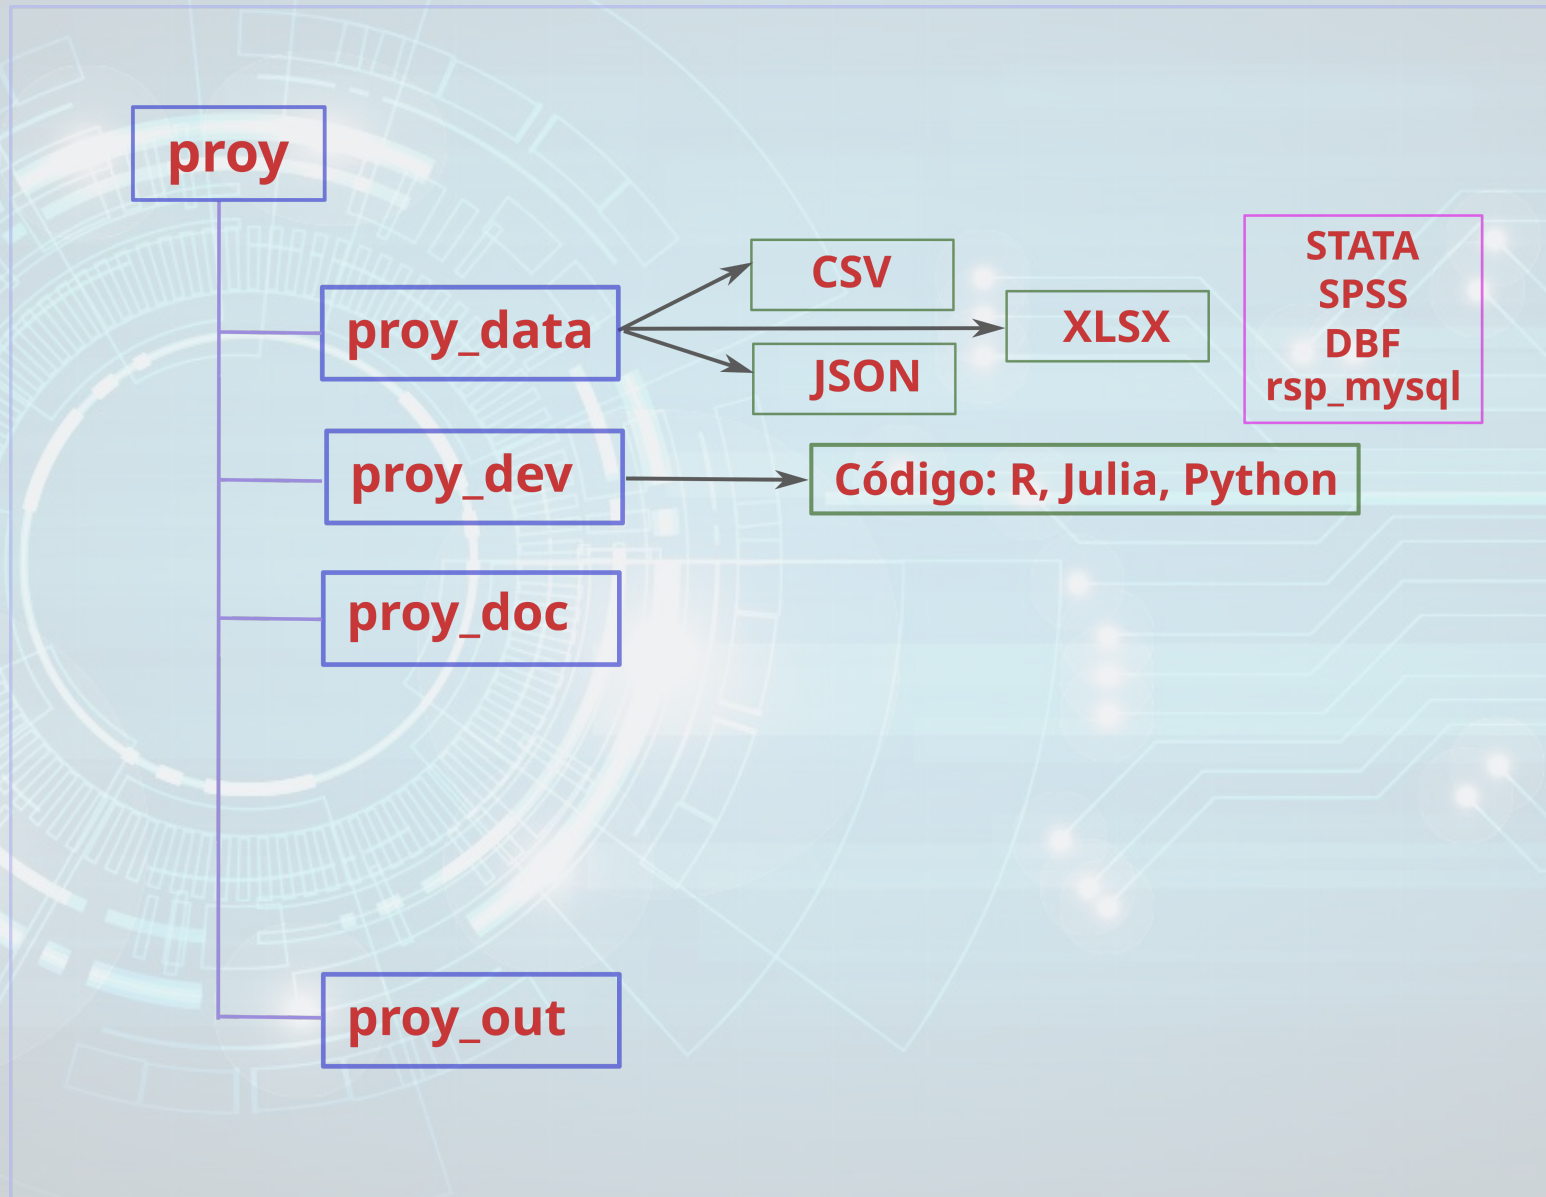 proy
proy_data
CSV
XLSX
JSON
STATA
SPSS
DBF
rsp_mysql
proy_dev
Código: R, Julia, Python
proy_doc
proy_out